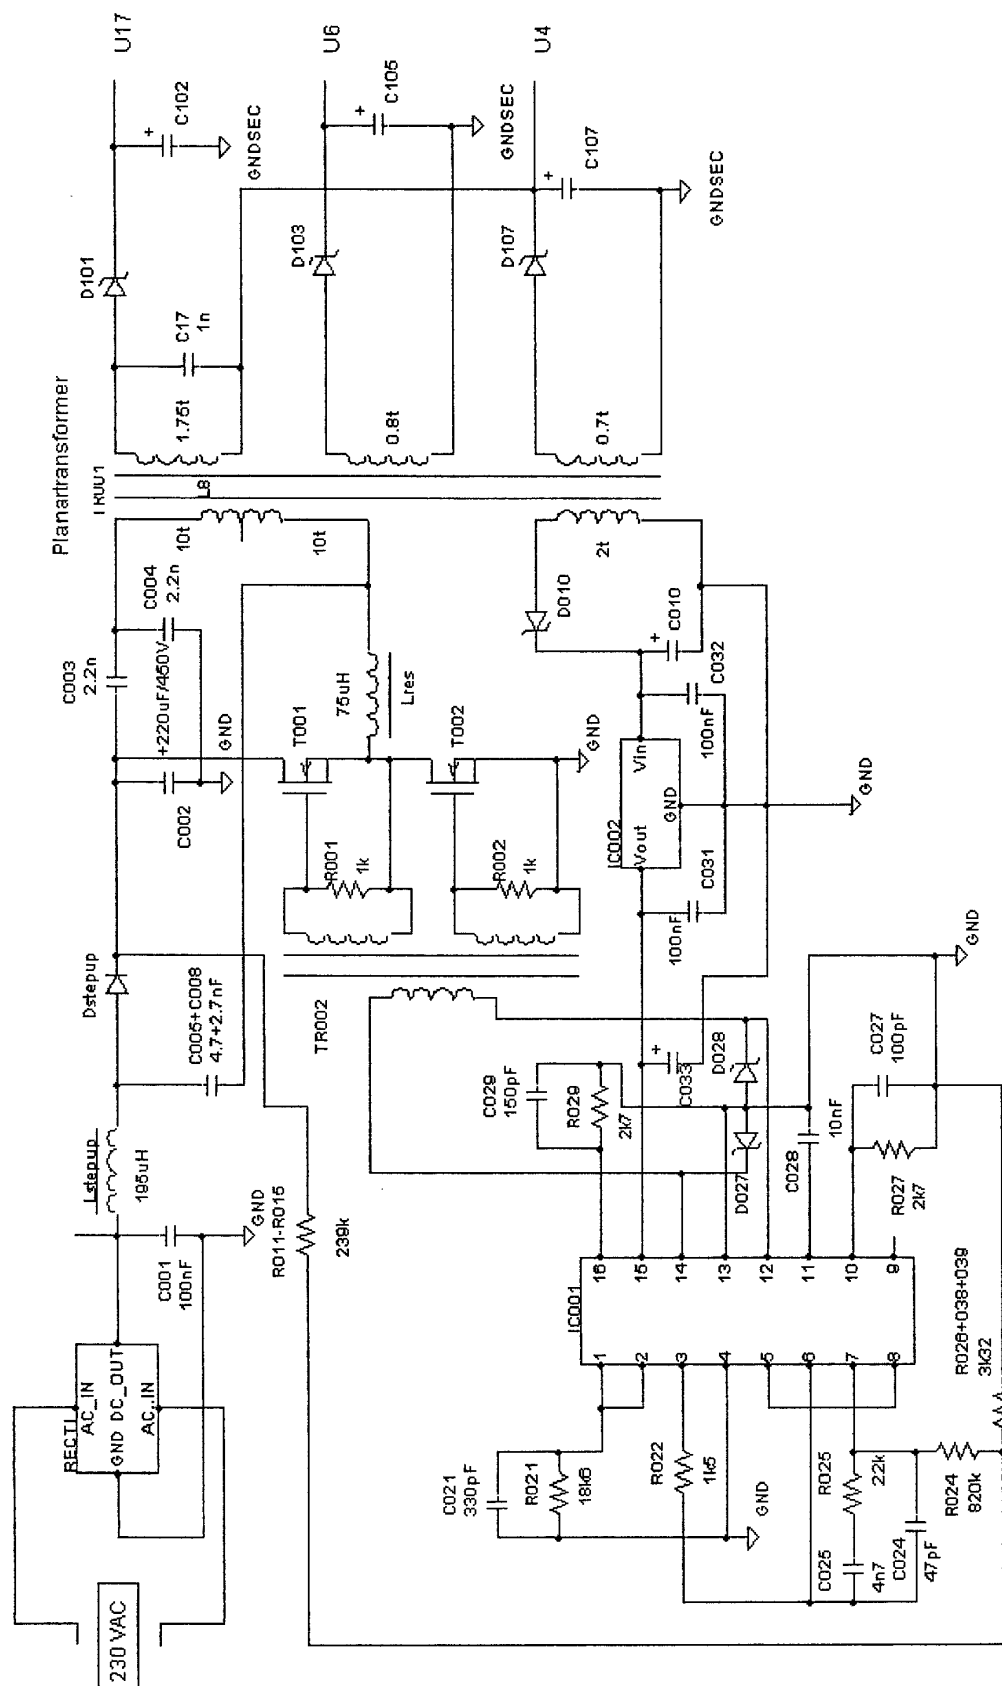 230 VAC
RECTI
AC_IN
GND DC_OUT
AC_IN
C001
100nF
GND
Lstepup
195uH
Dstepup
C005+C008
4.7+2.7nF
R011-R015
239k
C002
+220uF/450V
GND
C003
2.2n
C004
2.2n
Planartransformer
10t
10t
L8
1.75t
C17
1n
D101
C102
+
GNDSEC
U17
0.8t
D103
C105
+
GNDSEC
U6
0.7t
D107
C107
+
GNDSEC
U4
T001
R001
1k
75uH
Lres
T002
R002
1k
GND
TR002
2t
D010
C010
+
C032
100nF
IC002
Vout
Vin
GND
C031
100nF
GND
C033
+
C029
150pF
R029
2k7
D028
D027
C028
10nF
C027
100pF
R027
2k7
GND
IC001
16
15
14
13
12
11
10
9
1
2
3
4
5
6
7
8
C021
330pF
R021
18k6
R022
1k5
GND
R025
22k
C025
4n7
C024
47pF
R024
820k
R026+038+039
3k32